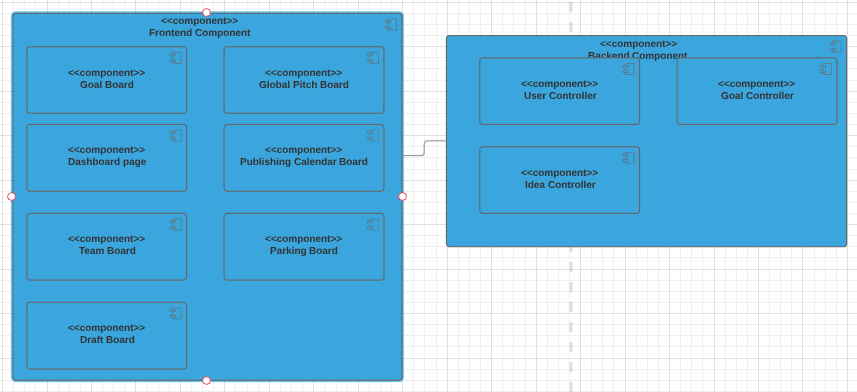 <<component>>
Frontend Component
<<component>>
Goal Board
<<component>>
Global Pitch Board
<<component>>
Dashboard page
<<component>>
Publishing Calendar Board
<<component>>
Team Board
<<component>>
Parking Board
<<component>>
Draft Board
<<component>>
Backend Component
<<component>>
User Controller
<<component>>
Goal Controller
<<component>>
Idea Controller